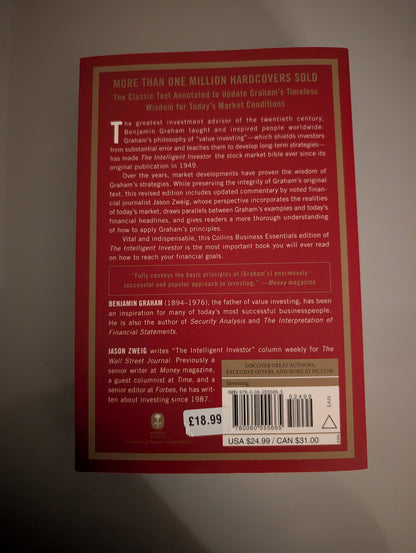 MORE THAN ONE MILLION HARDCOVERS SOLD
The Classic Text Annotated to Update Graham's Timeless
Wisdom for Today's Market Conditions
The greatest investment advisor of the twentieth century,
Benjamin Graham taught and inspired people worldwide.
Graham's philosophy of "value investing"—which shields investors
from substantial error and teaches them to develop long-term strategies—
has made The Intelligent Investor the stock market bible ever since its
original publication in 1949.
Over the years, market developments have proven the wisdom of
Graham's strategies. While preserving the integrity of Graham's original
text, this revised edition includes updated commentary by noted finan-
cial journalist Jason Zweig, whose perspective incorporates the realities
of today's market, draws parallels between Graham's examples and today's
financial headlines, and gives readers a more thorough understanding
of how to apply Graham's principles.
Vital and indispensable, this Collins Business Essentials edition of
The Intelligent Investor is the most important book you will ever read
on how to reach your financial goals.
"Fully conveys the basic principles of [Graham's] enormously
successful and popular approach to investing." —Money magazine
BENJAMIN GRAHAM (1894–1976), the father of value investing, has been
an inspiration for many of today's most successful businesspeople. He
is also the author of Security Analysis and The Interpretation of
Financial Statements.
JASON ZWEIG writes "The Intelligent Investor" column weekly for The
Wall Street Journal. Previously a
senior writer at Money magazine,
a guest columnist at Time, and a
senior editor at Forbes, he has writ-
ten about investing since 1987.
DISCOVER GREAT AUTHORS,
EXCLUSIVE OFFERS, AND MORE AT HC.COM.
Investing
ISBN 978-0-06-055566-5
52499
9 780060 555665
EAN
USA $24.99 / CAN $31.00
£18.99